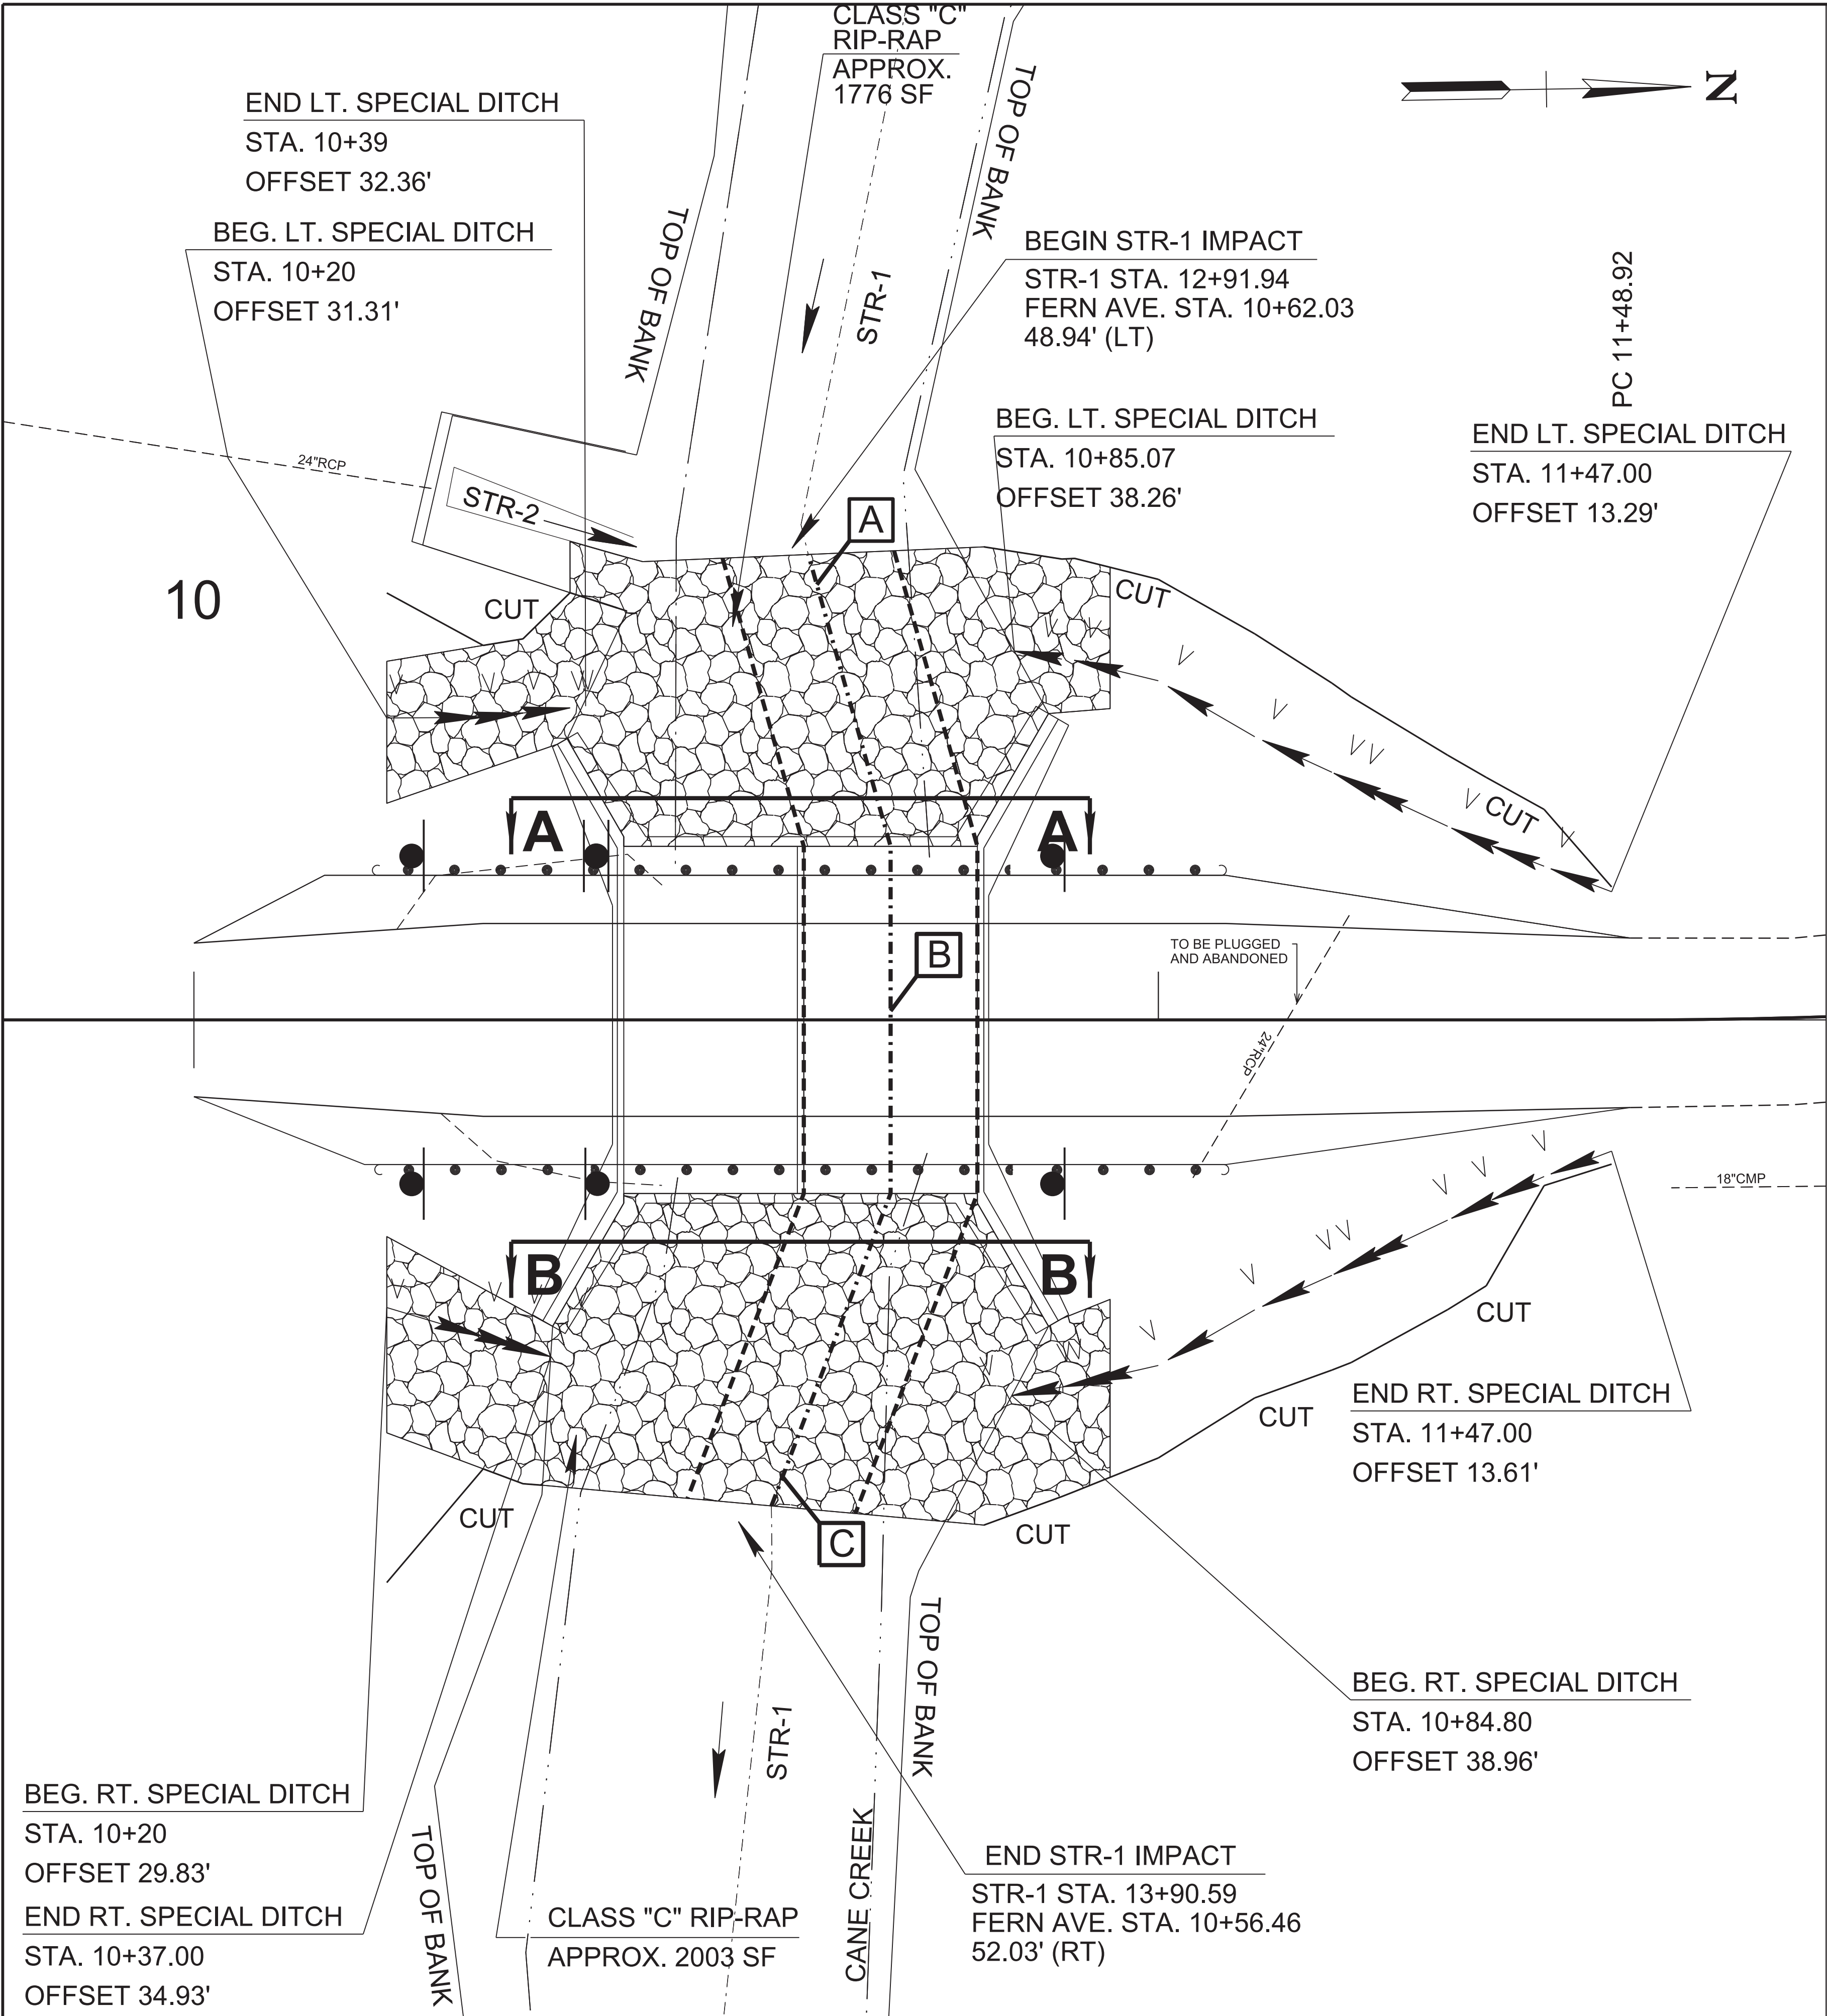 CLASS "C"
RIP-RAP
APPROX.
1776 SF
N
END LT. SPECIAL DITCH
STA. 10+39
OFFSET 32.36'
TOP OF BANK
TOP OF BANK
BEG. LT. SPECIAL DITCH
STA. 10+20
OFFSET 31.31'
STR-1
BEGIN STR-1 IMPACT
STR-1 STA. 12+91.94
FERN AVE. STA. 10+62.03
48.94' (LT)
PC 11+48.92
BEG. LT. SPECIAL DITCH
STA. 10+85.07
OFFSET 38.26'
END LT. SPECIAL DITCH
STA. 11+47.00
OFFSET 13.29'
24"RCP
STR-2
A
10
CUT
CUT
CUT
A
A
B
TO BE PLUGGED
AND ABANDONED
24"RCP
18"CMP
B
B
CUT
CUT
END RT. SPECIAL DITCH
STA. 11+47.00
OFFSET 13.61'
CUT
CUT
C
TOP OF BANK
STR-1
BEG. RT. SPECIAL DITCH
STA. 10+84.80
OFFSET 38.96'
BEG. RT. SPECIAL DITCH
STA. 10+20
OFFSET 29.83'
END RT. SPECIAL DITCH
STA. 10+37.00
OFFSET 34.93'
TOP OF BANK
CLASS "C" RIP-RAP
APPROX. 2003 SF
CANE CREEK
END STR-1 IMPACT
STR-1 STA. 13+90.59
FERN AVE. STA. 10+56.46
52.03' (RT)